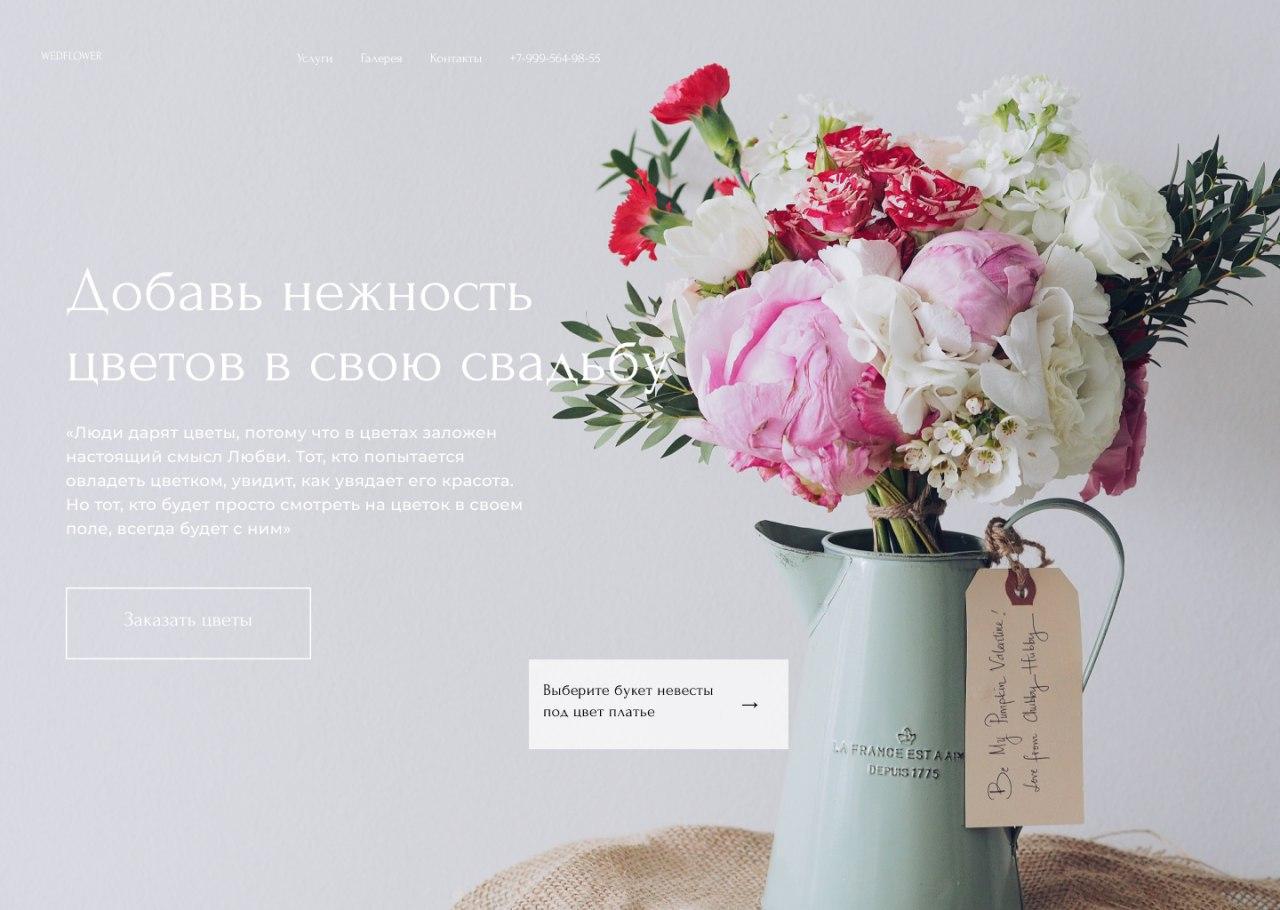 WEDFLOWER
Услуги Галерея Контакты +7-999-564-98-55
Добавь нежность
цветов в свою свадьбу
«Люди дарят цветы, потому что в цветах заложен
настоящий смысл Любви. Тот, кто попытается
овладеть цветком, увидит, как увядает его красота.
Но тот, кто будет просто смотреть на цветок в своем
поле, всегда будет с ним»
Заказать цветы
Выберите букет невесты
под цвет платье →
LA FRANCE EST A
DEPUIS 1775
Be My Pumpkin Valentine!
Love from Chubby Hubby